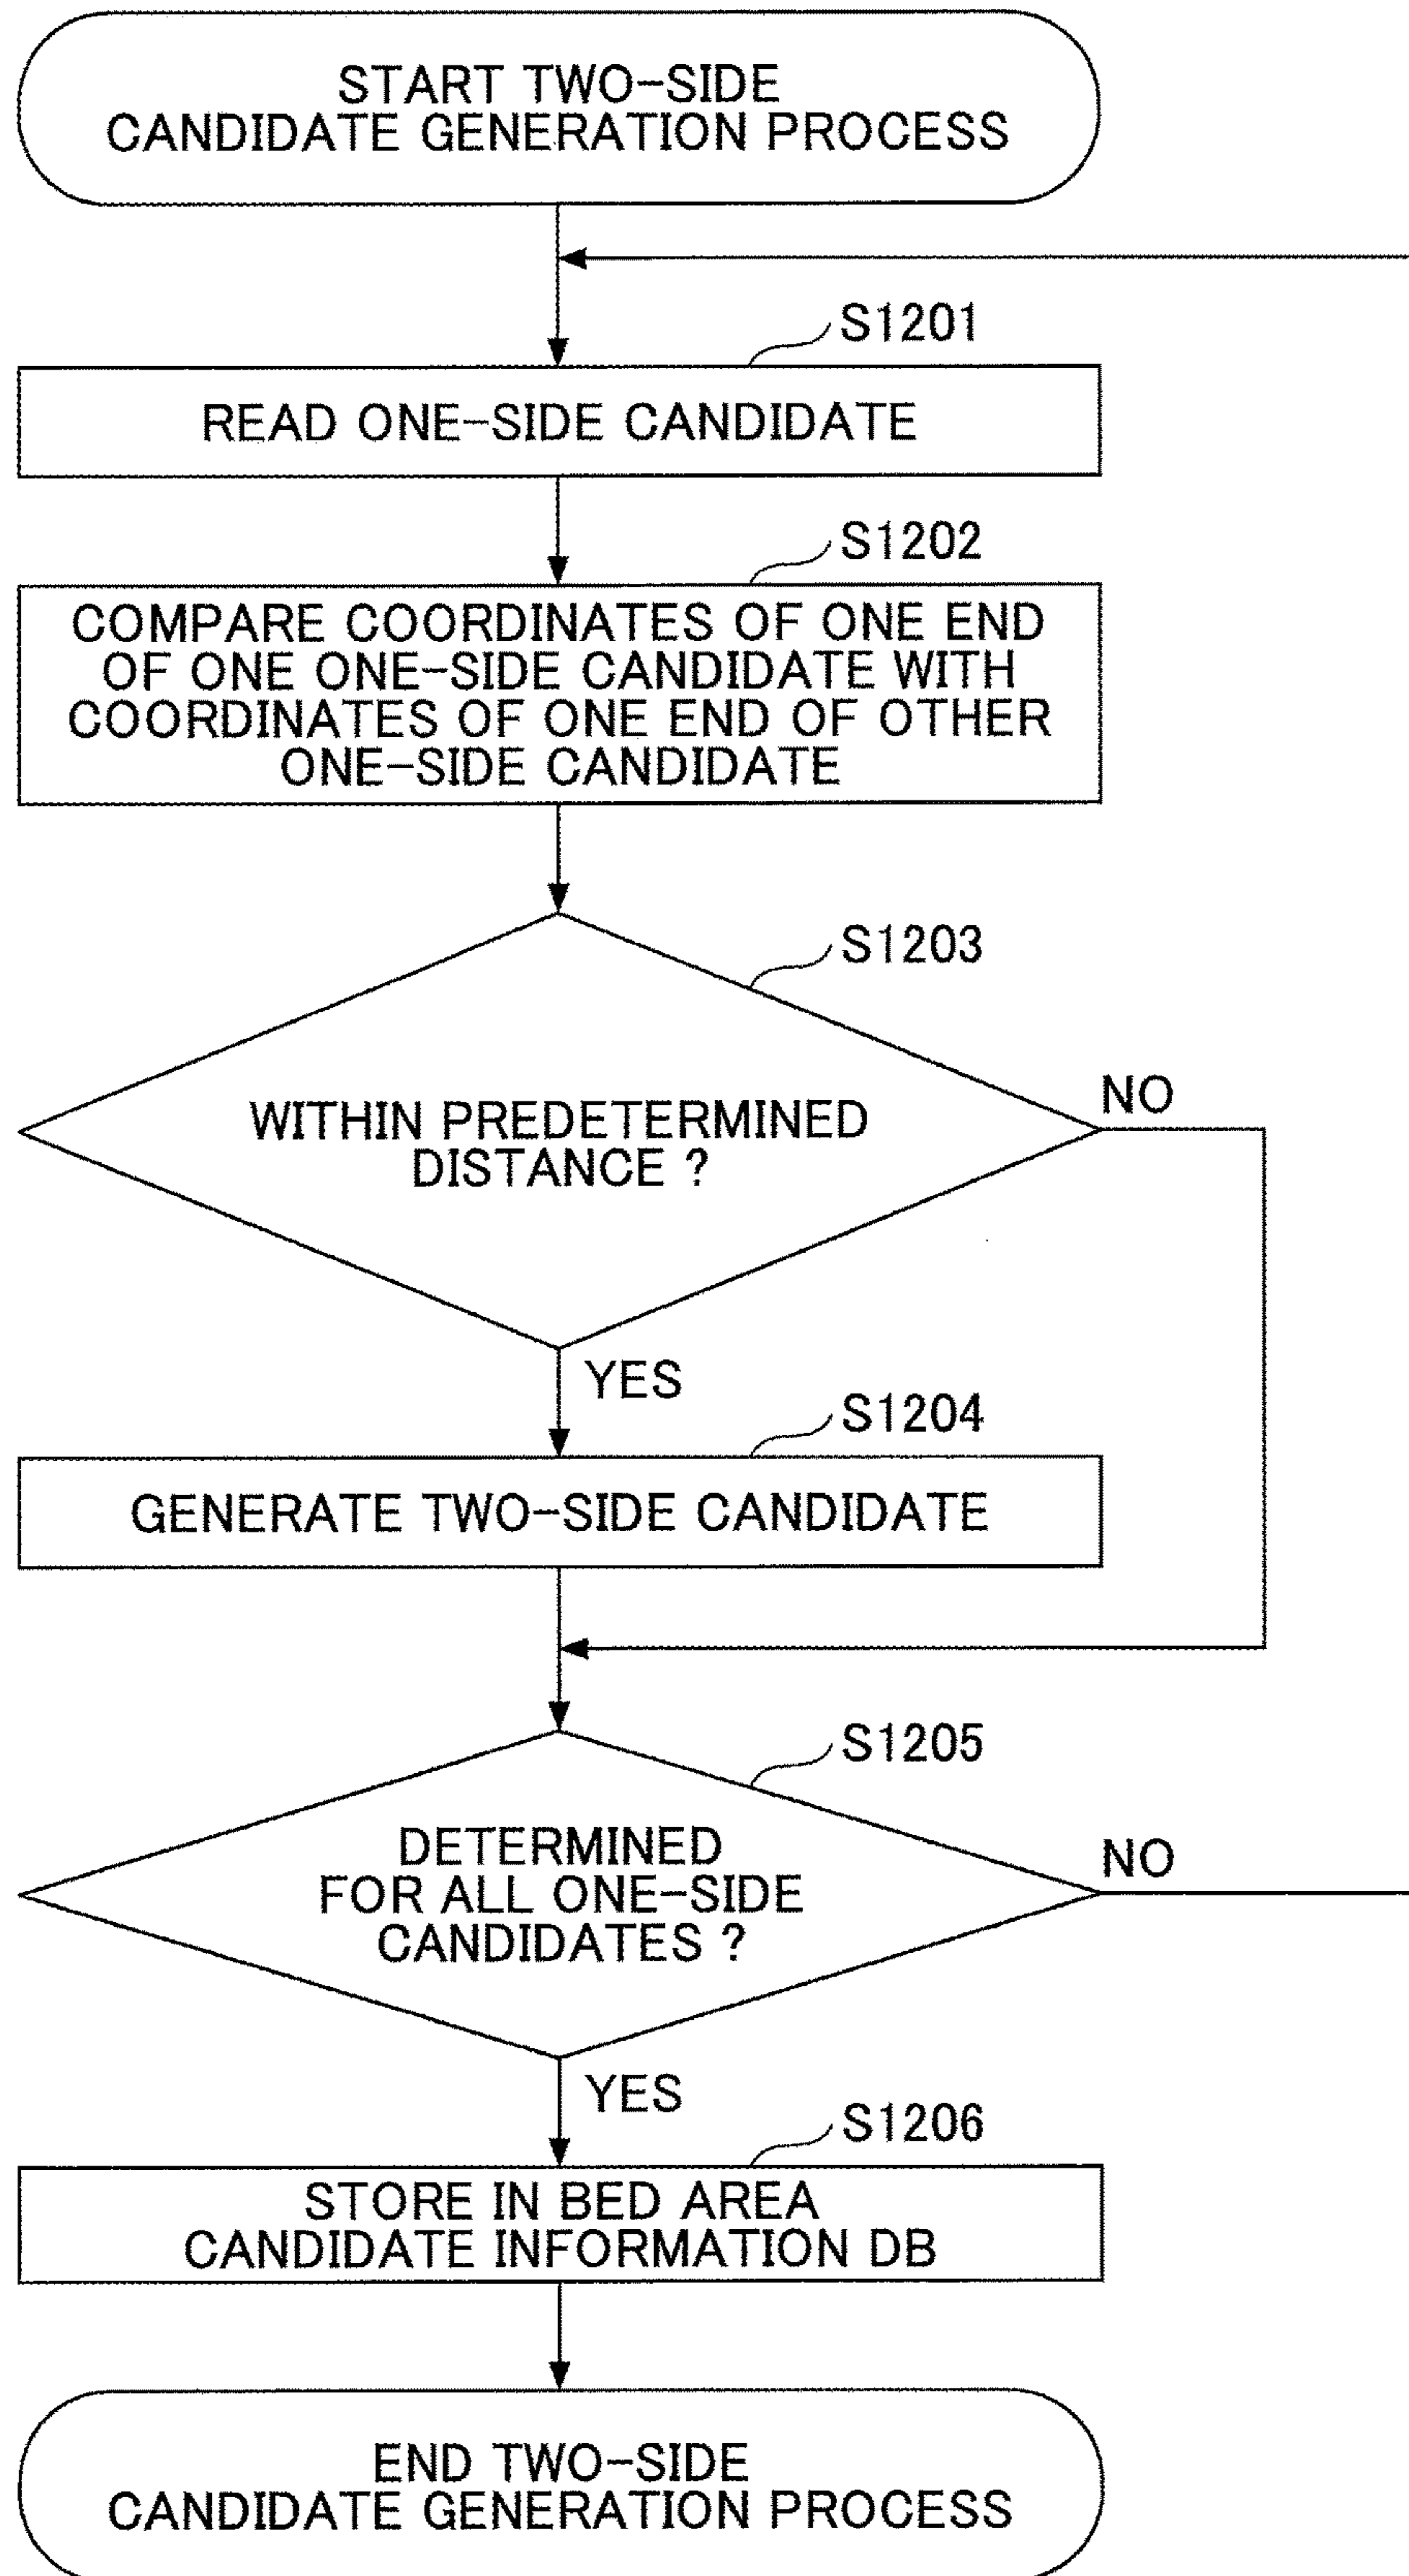 START TWO-SIDE
CANDIDATE GENERATION PROCESS
S1201
READ ONE-SIDE CANDIDATE
S1202
COMPARE COORDINATES OF ONE END
OF ONE ONE-SIDE CANDIDATE WITH
COORDINATES OF ONE END OF OTHER
ONE-SIDE CANDIDATE
S1203
WITHIN PREDETERMINED
DISTANCE ?
NO
YES
S1204
GENERATE TWO-SIDE CANDIDATE
S1205
DETERMINED
FOR ALL ONE-SIDE
CANDIDATES ?
NO
YES
S1206
STORE IN BED AREA
CANDIDATE INFORMATION DB
END TWO-SIDE
CANDIDATE GENERATION PROCESS